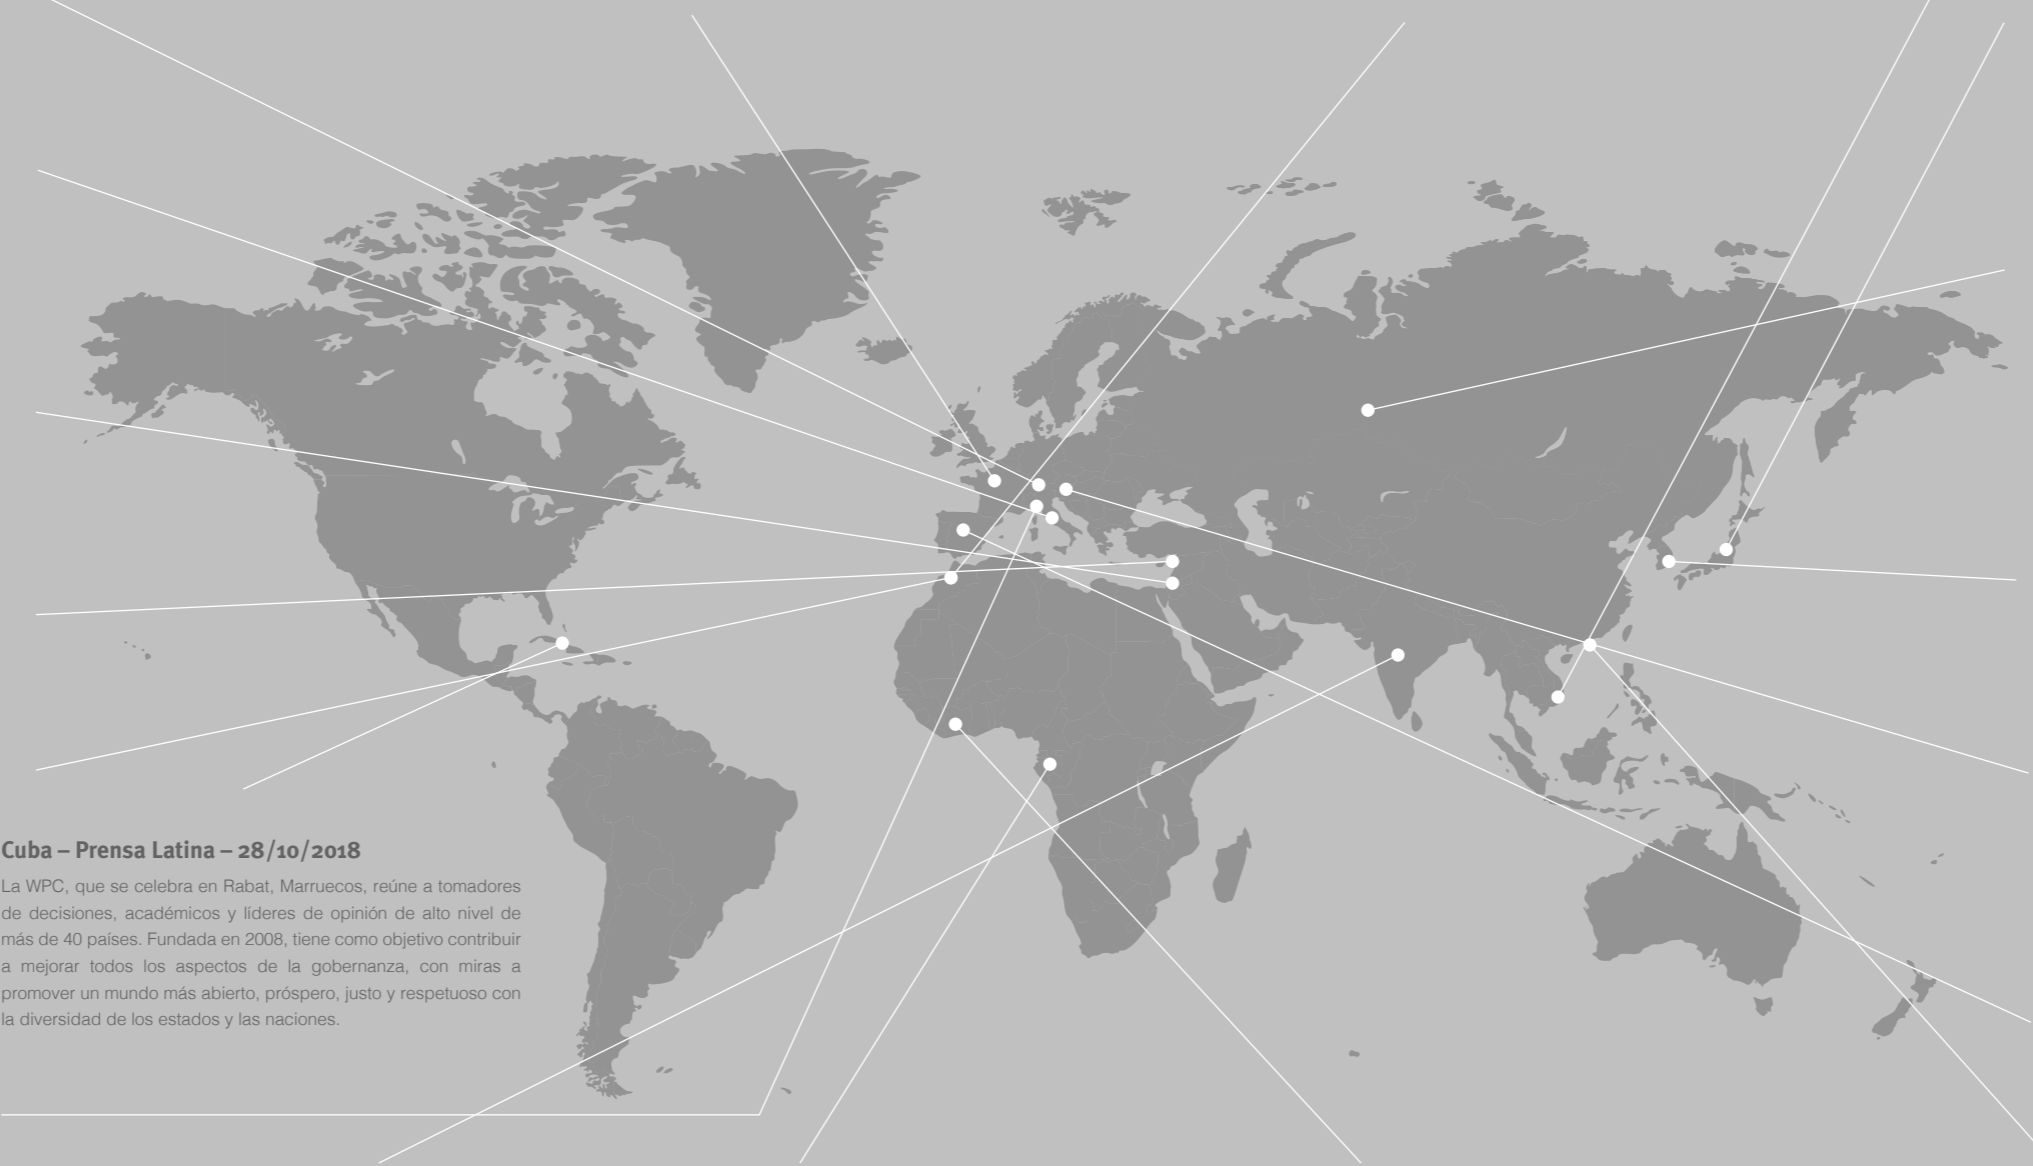 Cuba – Prensa Latina – 28/10/2018
La WPC, que se celebra en Rabat, Marruecos, reúne a tomadores
de decisiones, académicos y líderes de opinión de alto nivel de
más de 40 países. Fundada en 2008, tiene como objetivo contribuir
a mejorar todos los aspectos de la gobernanza, con miras a
promover un mundo más abierto, próspero, justo y respetuoso con
la diversidad de los estados y las naciones.